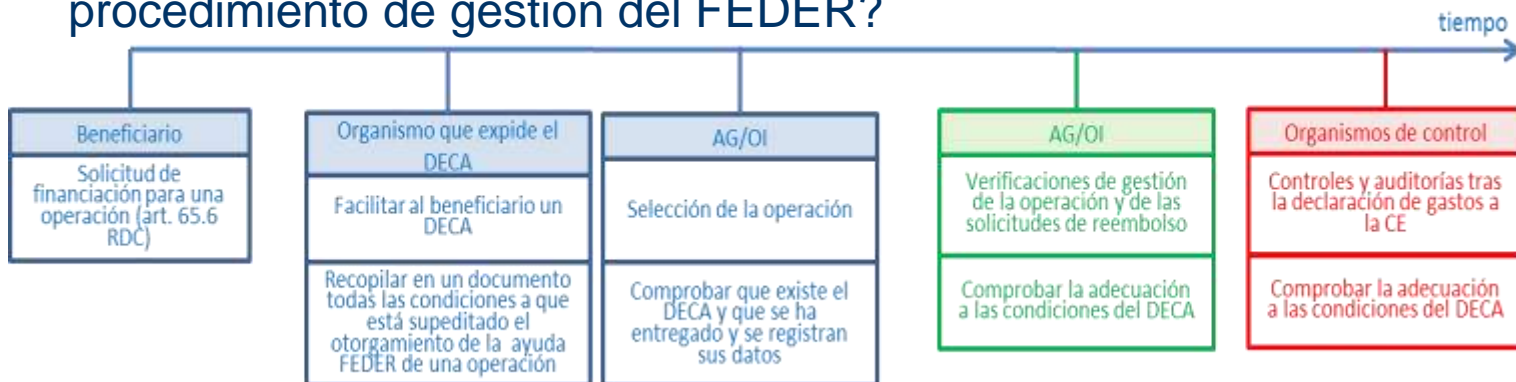 procedimiento de gestión del FEDER?
tiempo
Beneficiario
Solicitud de
financiación para una
operación (art. 65.6
RDC)
Organismo que expide el
DECA
Facilitar al beneficiario un
DECA
Recopilar en un documento
todas las condiciones a que
está supeditado el
otorgamiento de la ayuda
FEDER de una operación
AG/OI
Selección de la operación
Comprobar que existe el
DECA y que se ha
entregado y se registran
sus datos
AG/OI
Verificaciones de gestión
de la operación y de las
solicitudes de reembolso
Comprobar la adecuación
a las condiciones del DECA
Organismos de control
Controles y auditorías tras
la declaración de gastos a
la CE
Comprobar la adecuación
a las condiciones del DECA